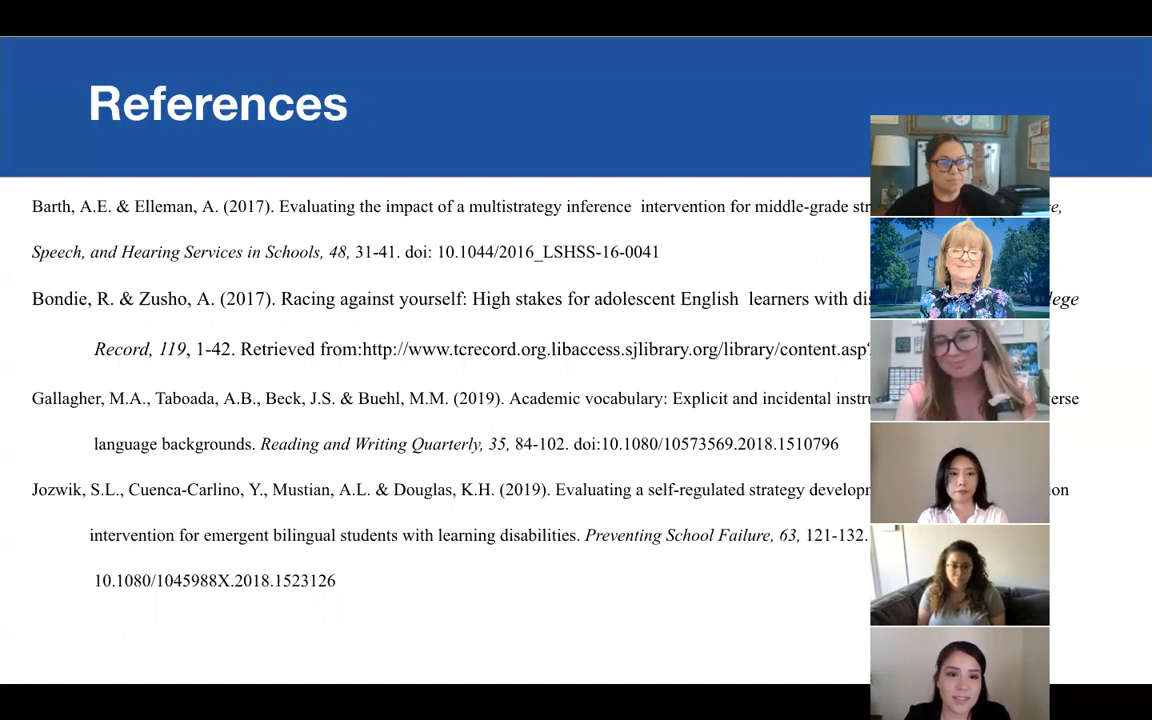 References
Barth, A.E. & Elleman, A. (2017). Evaluating the impact of a multistrategy inference intervention for middle-grade
Speech, and Hearing Services in Schools, 48, 31-41. doi: 10.1044/2016_LSHSS-16-0041
Bondie, R. & Zusho, A. (2017). Racing against yourself: High stakes for adolescent English learners with
Record, 119, 1-42. Retrieved from:http://www.tcrecord.org.libaccess.sjlibrary.org/library/content.asp
Gallagher, M.A., Taboada, A.B., Beck, J.S. & Buehl, M.M. (2019). Academic vocabulary: Explicit and incidental
language backgrounds. Reading and Writing Quarterly, 35, 84-102. doi:10.1080/10573569.2018.1510796
Jozwik, S.L., Cuenca-Carlino, Y., Mustian, A.L. & Douglas, K.H. (2019). Evaluating a self-regulated strategy
intervention for emergent bilingual students with learning disabilities. Preventing School Failure, 63, 121-132.
10.1080/1045988X.2018.1523126